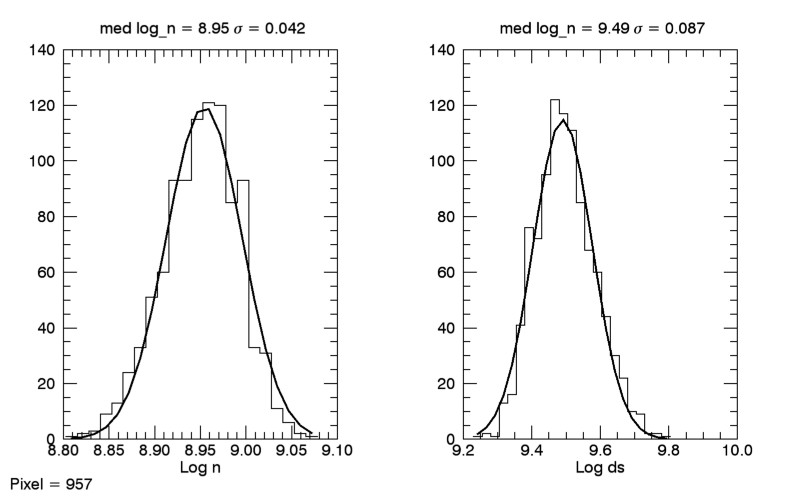 med log_n = 8.95 σ = 0.042
140
120
100
80
60
40
20
0
8.80 8.85 8.90 8.95 9.00 9.05 9.10
Log n
med log_n = 9.49 σ = 0.087
140
120
100
80
60
40
20
0
9.2 9.4 9.6 9.8 10.0
Log ds
Pixel = 957